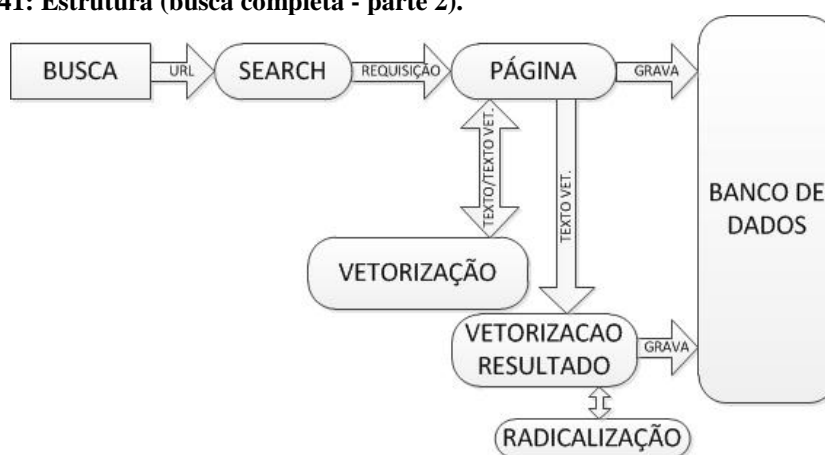 41: Estrutura (busca completa - parte 2).
BUSCA
URL
SEARCH
REQUISIÇÃO
PÁGINA
GRAVA
BANCO DE
DADOS
TEXTO/TEXTO VET.
TEXTO VET.
VETORIZAÇÃO
VETORIZACAO
RESULTADO
GRAVA
RADICALIZAÇÃO